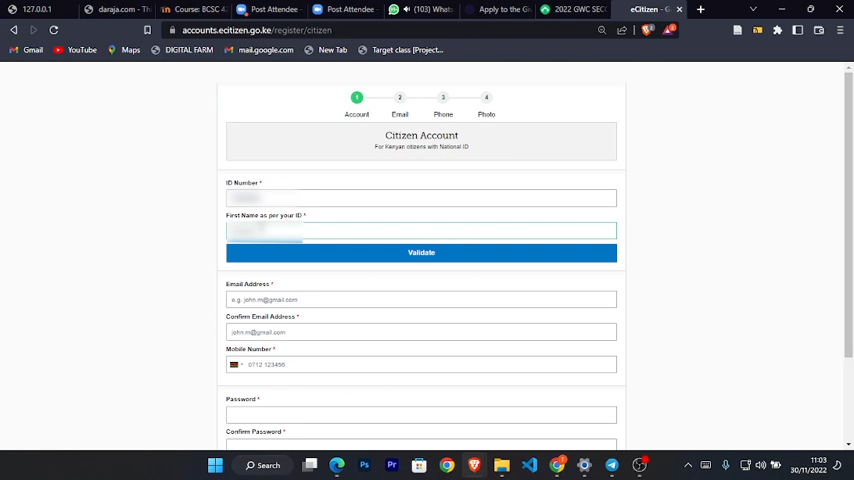 127.0.0.1
daraja.com - Th
Course: BCSC 4
Post Attendee -
Post Attendee -
(103) Whats
Apply to the Gi
2022 GWC SEC
eCitizen - G
accounts.ecitizen.go.ke/register/citizen
Gmail
YouTube
Maps
DIGITAL FARM
mail.google.com
New Tab
Target class [Project...
1
2
3
4
Account
Email
Phone
Photo
Citizen Account
For Kenyan citizens with National ID
ID Number *
First Name as per your ID *
Validate
Email Address *
e.g. john.m@gmail.com
Confirm Email Address *
john.m@gmail.com
Mobile Number *
0712 123456
Password *
Confirm Password *
Search
11:03
30/11/2022